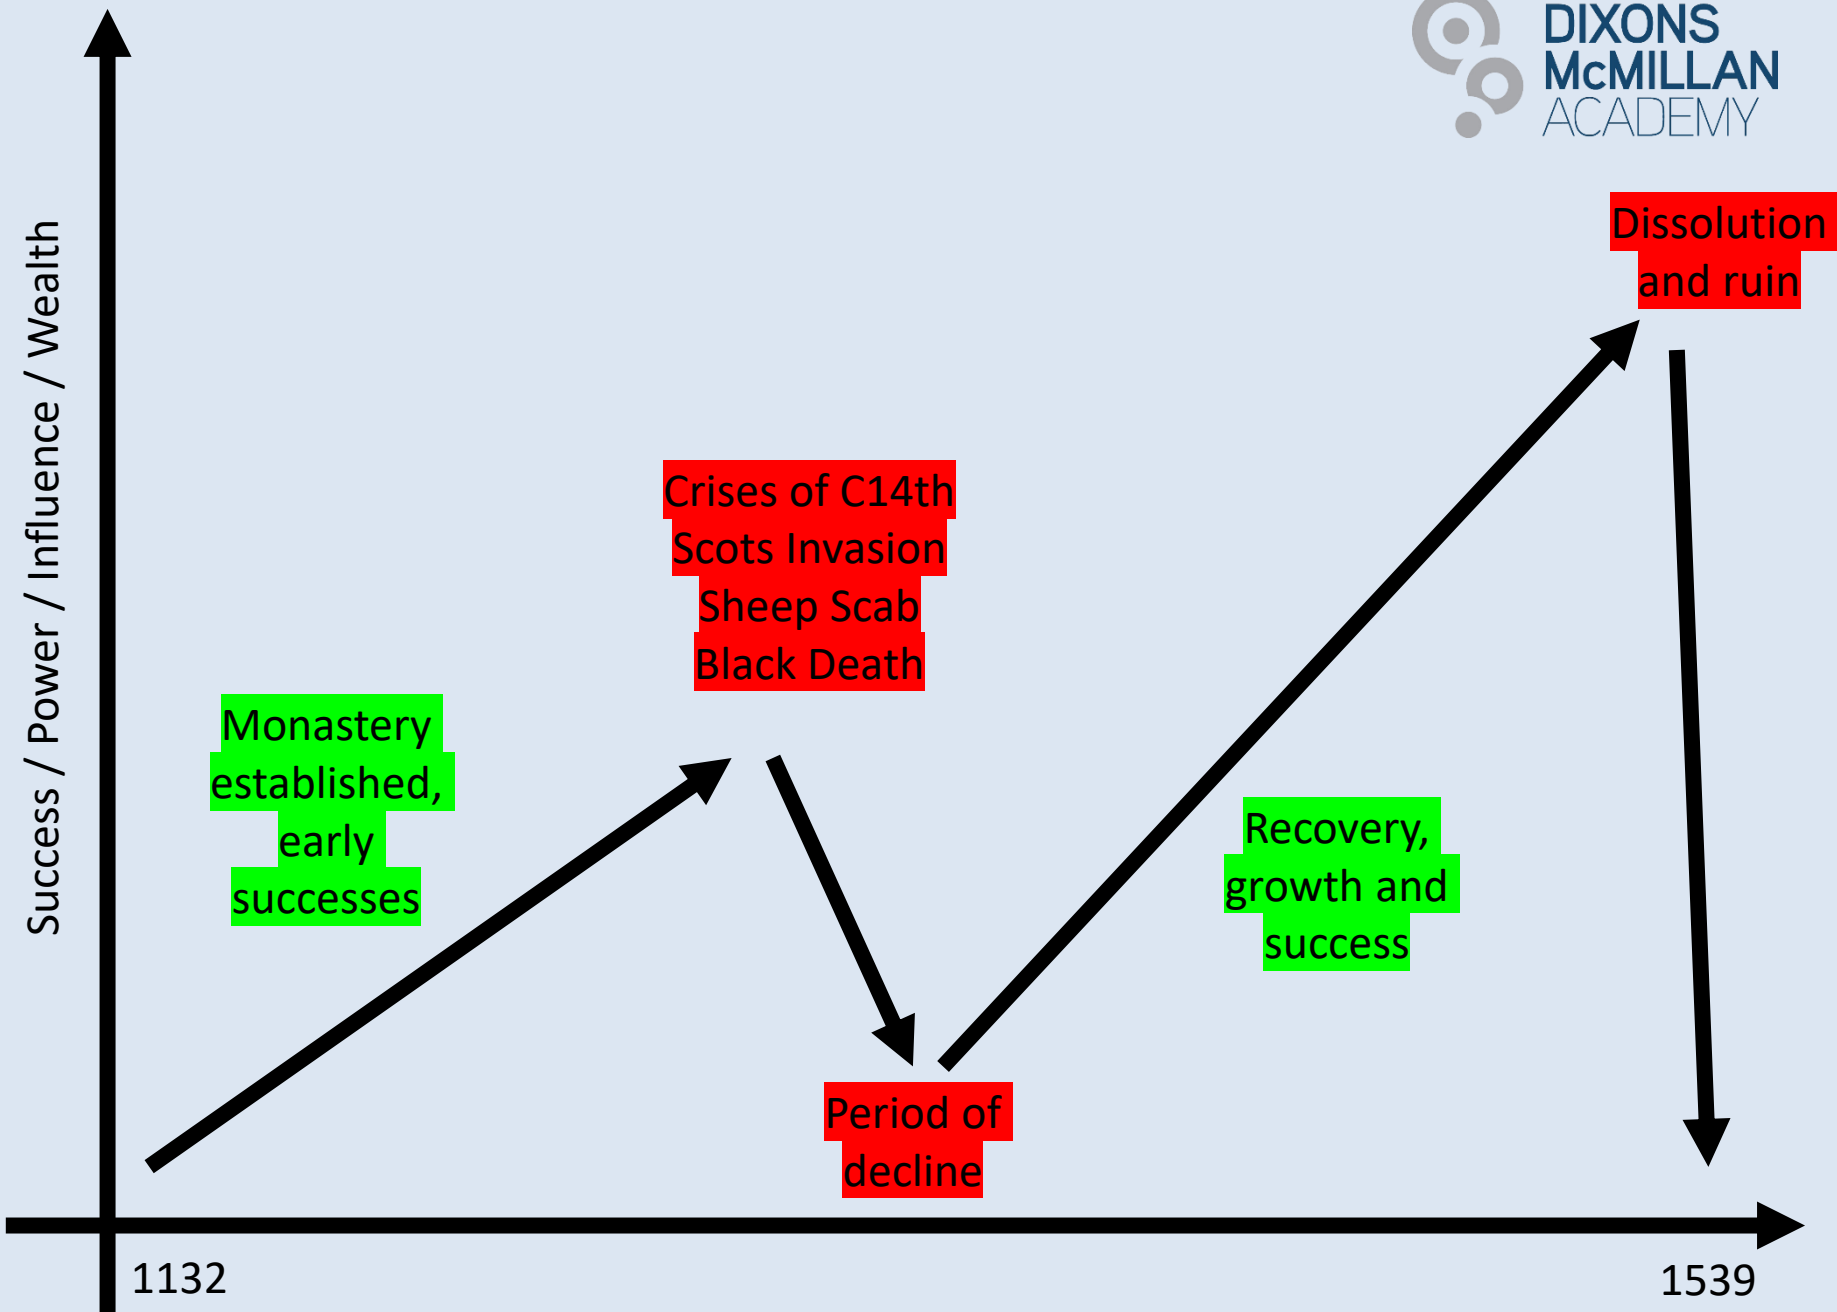 DIXONS
McMILLAN
ACADEMY
Success / Power / Influence / Wealth
Dissolution
and ruin
Crises of C14th
Scots Invasion
Sheep Scab
Black Death
Monastery
established,
early
successes
Recovery,
growth and
success
Period of
decline
1132
1539